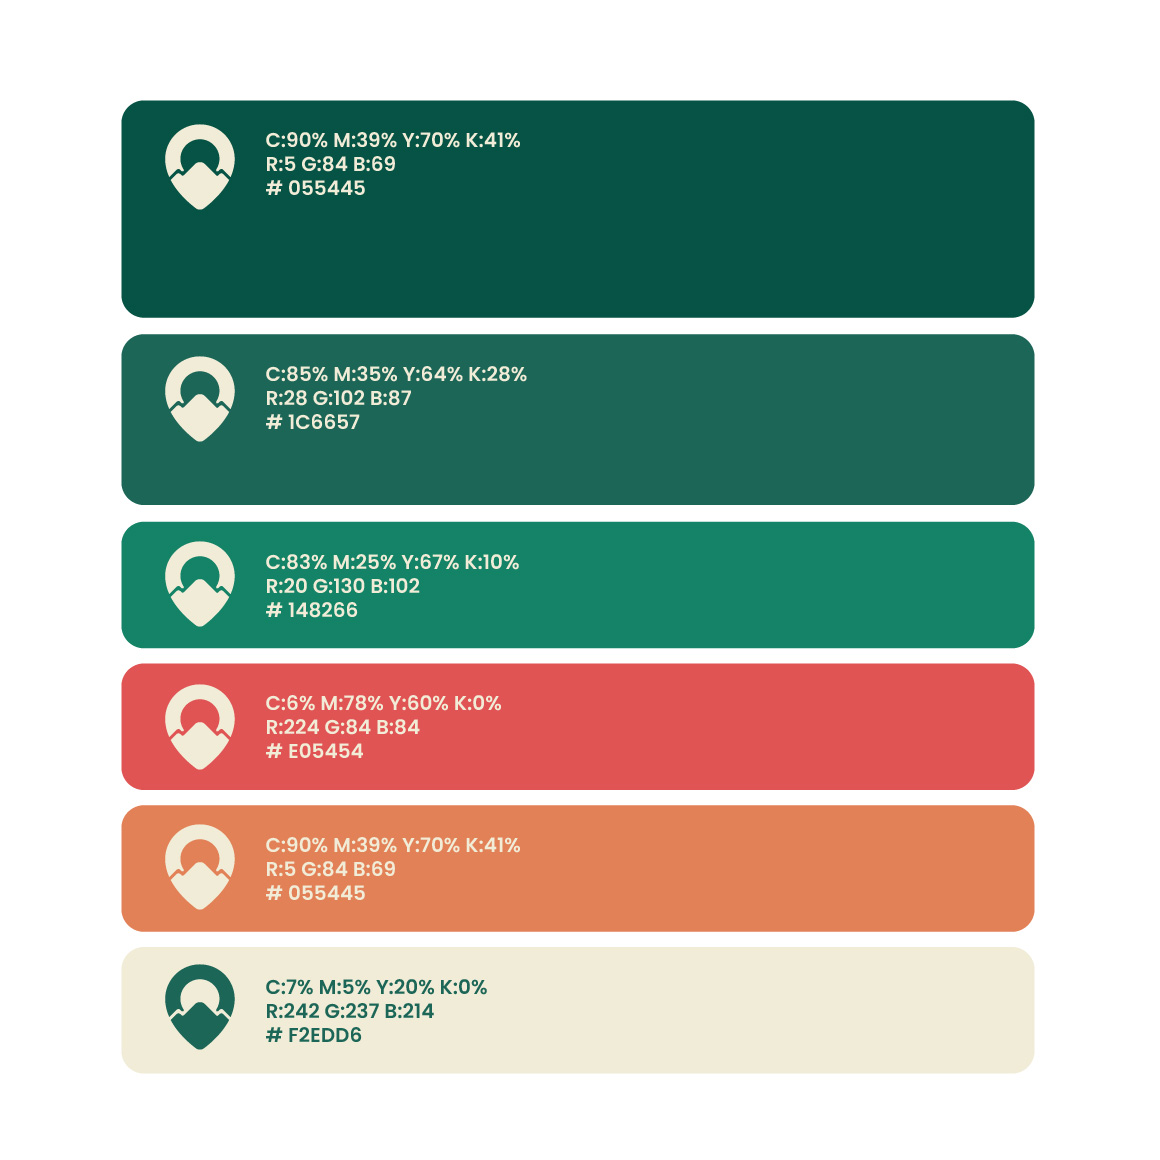 C:90% M:39% Y:70% K:41%
R:5 G:84 B:69
# 055445
C:85% M:35% Y:64% K:28%
R:28 G:102 B:87
# 1C6657
C:83% M:25% Y:67% K:10%
R:20 G:130 B:102
# 148266
C:6% M:78% Y:60% K:0%
R:224 G:84 B:84
# E05454
C:90% M:39% Y:70% K:41%
R:5 G:84 B:69
# 055445
C:7% M:5% Y:20% K:0%
R:242 G:237 B:214
# F2EDD6